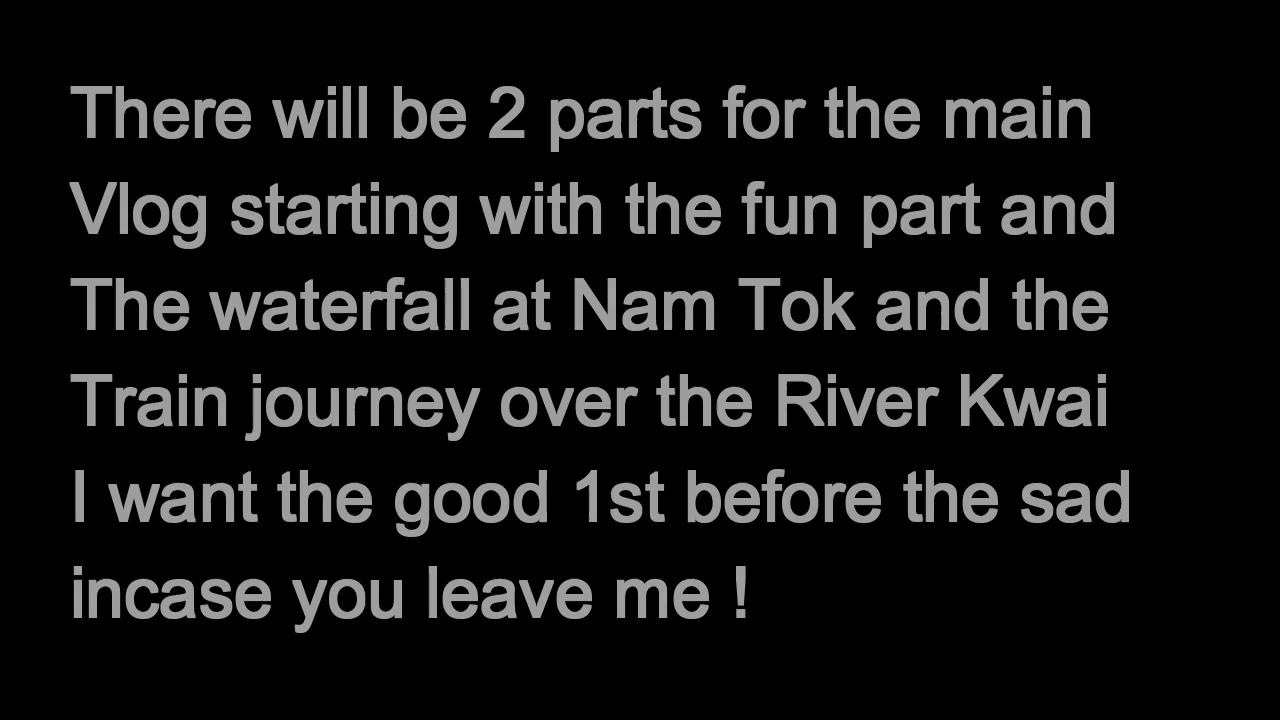 There will be 2 parts for the main
Vlog starting with the fun part and
The waterfall at Nam Tok and the
Train journey over the River Kwai
I want the good 1st before the sad
incase you leave me !